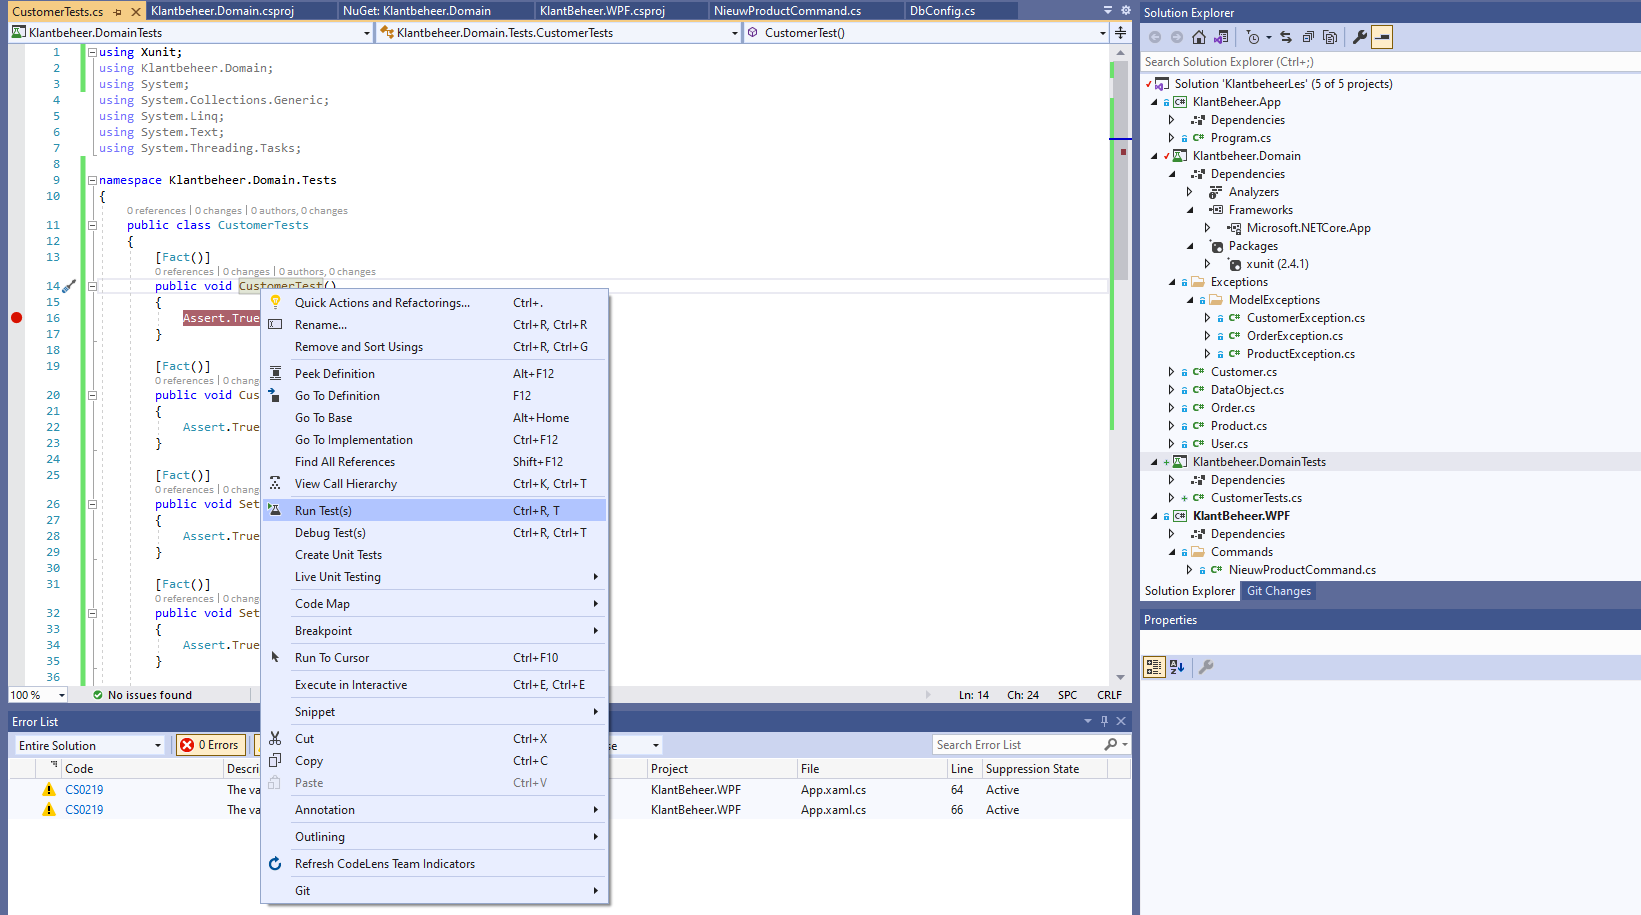 CustomerTests.cs
Klantbeheer.Domain.csproj
NuGet: Klantbeheer.Domain
KlantBeheer.WPF.csproj
NieuwProductCommand.cs
DbConfig.cs
Klantbeheer.DomainTests
Klantbeheer.Domain.Tests.CustomerTests
CustomerTest()
1 using Xunit;
2 using Klantbeheer.Domain;
3 using System;
4 using System.Collections.Generic;
5 using System.Linq;
6 using System.Text;
7 using System.Threading.Tasks;
8
9 namespace Klantbeheer.Domain.Tests
10 {
0 references | 0 changes | 0 authors, 0 changes
11 public class CustomerTests
12 {
13 [Fact()]
0 references | 0 changes | 0 authors, 0 changes
14 public void CustomerTest()
15 {
16 Assert.True
17 }
18
19 [Fact()]
0 references | 0 chang
20 public void Cus
21 {
22 Assert.True
23 }
24
25 [Fact()]
0 references | 0 chang
26 public void Set
27 {
28 Assert.True
29 }
30
31 [Fact()]
0 references | 0 chang
32 public void Set
33 {
34 Assert.True
35 }
36
Quick Actions and Refactorings... Ctrl+.
Rename... Ctrl+R, Ctrl+R
Remove and Sort Usings Ctrl+R, Ctrl+G
Peek Definition Alt+F12
Go To Definition F12
Go To Base Alt+Home
Go To Implementation Ctrl+F12
Find All References Shift+F12
View Call Hierarchy Ctrl+K, Ctrl+T
Run Test(s) Ctrl+R, T
Debug Test(s) Ctrl+R, Ctrl+T
Create Unit Tests
Live Unit Testing
Code Map
Breakpoint
Run To Cursor Ctrl+F10
Execute in Interactive Ctrl+E, Ctrl+E
Snippet
Cut Ctrl+X
Copy Ctrl+C
Paste Ctrl+V
Annotation
Outlining
Refresh CodeLens Team Indicators
Git
100 % No issues found Ln: 14 Ch: 24 SPC CRLF
Error List
Entire Solution 0 Errors se Search Error List
Code Descri Project File Line Suppression State
CS0219 The va KlantBeheer.WPF App.xaml.cs 64 Active
CS0219 The va KlantBeheer.WPF App.xaml.cs 66 Active
Solution Explorer
Search Solution Explorer (Ctrl+;)
Solution 'KlantbeheerLes' (5 of 5 projects)
C# KlantBeheer.App
Dependencies
C# Program.cs
Klantbeheer.Domain
Dependencies
Analyzers
Frameworks
Microsoft.NETCore.App
Packages
xunit (2.4.1)
Exceptions
ModelExceptions
C# CustomerException.cs
C# OrderException.cs
C# ProductException.cs
C# Customer.cs
C# DataObject.cs
C# Order.cs
C# Product.cs
C# User.cs
Klantbeheer.DomainTests
Dependencies
C# CustomerTests.cs
C# KlantBeheer.WPF
Dependencies
Commands
C# NieuwProductCommand.cs
Solution Explorer Git Changes
Properties